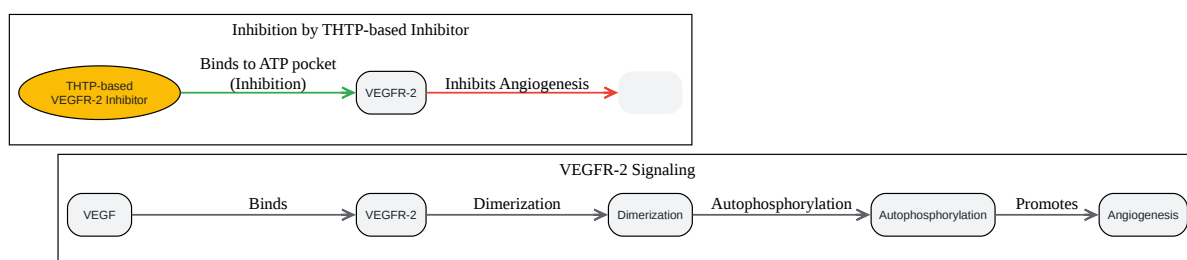 Inhibition by THTP-based Inhibitor
Binds to ATP pocket
(Inhibition)
THTP-based
VEGFR-2 Inhibitor
VEGFR-2
Inhibits Angiogenesis
VEGFR-2 Signaling
VEGF
Binds
VEGFR-2
Dimerization
Dimerization
Autophosphorylation
Autophosphorylation
Promotes
Angiogenesis